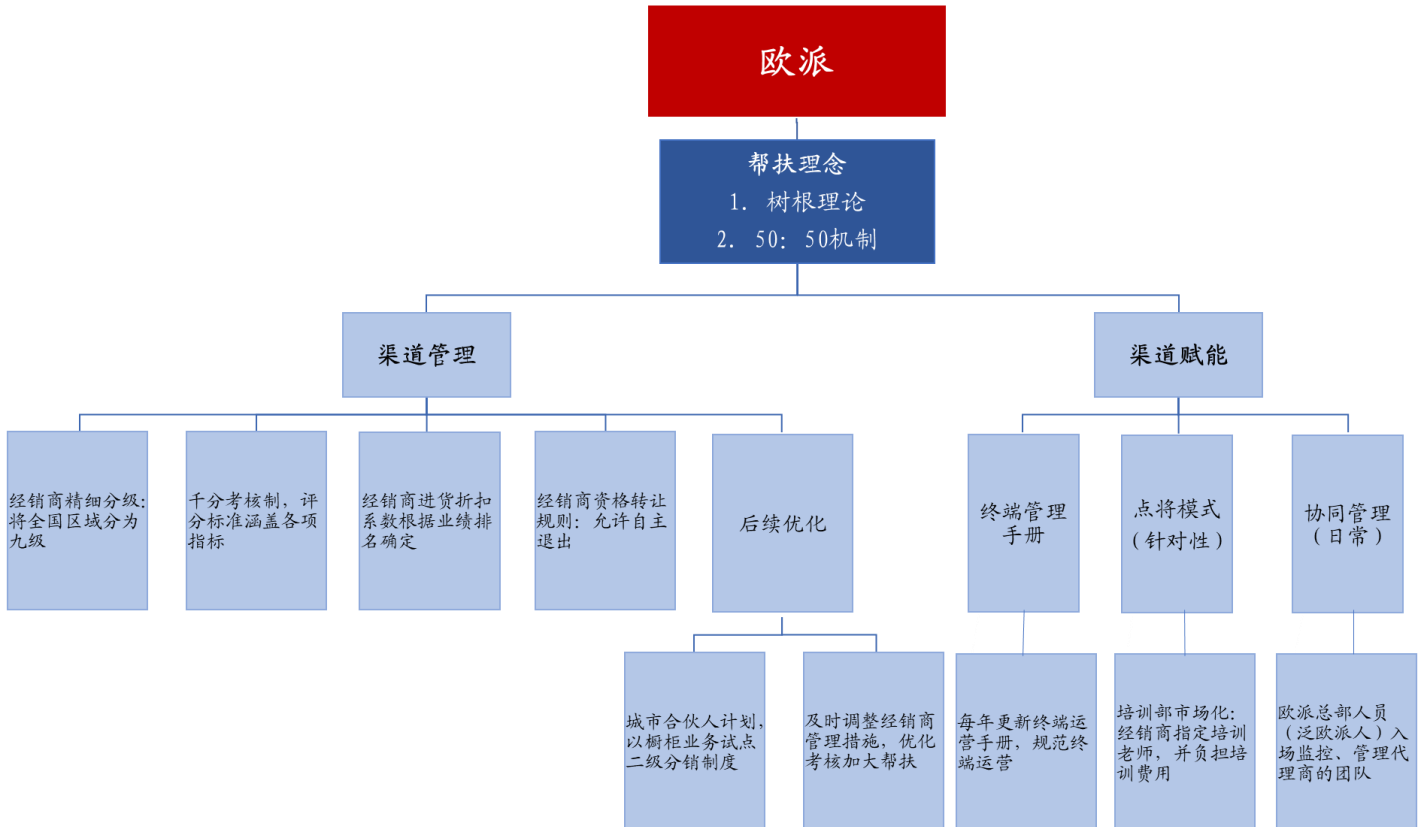 欧派
帮扶理念
1. 树根理论
2. 50：50机制
渠道管理
渠道赋能
经销商精细分级：
将全国区域分为
九级
千分考核制，评
分标准涵盖各项
指标
经销商进货折扣
系数根据业绩排
名确定
经销商资格转让
规则：允许自主
退出
后续优化
终端管理
手册
点将模式
（针对性）
协同管理
（日常）
城市合伙人计划，
以橱柜业务试点
二级分销制度
及时调整经销商
管理措施，优化
考核加大帮扶
每年更新终端运
营手册，规范终
端运营
培训部市场化：
经销商指定培训
老师，并负担培
训费用
欧派总部人员
（泛欧派人）入
场监控、管理代
理商的团队